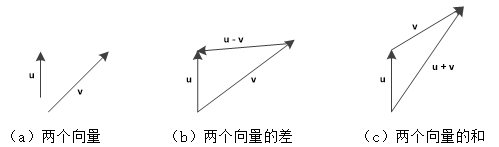 u
v
u - v
u
v
v
u
u + v
（a）两个向量
（b）两个向量的差
（c）两个向量的和